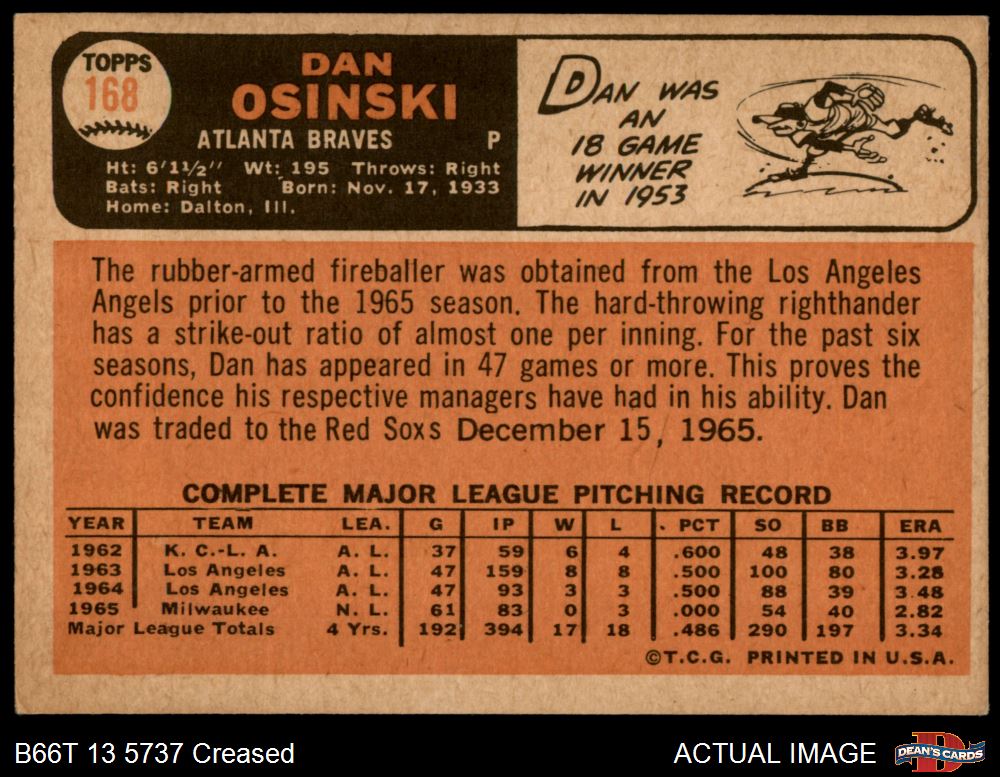 TOPPS
168
DAN
OSINSKI
ATLANTA BRAVES P
Ht: 6'1½" Wt: 195 Throws: Right
Bats: Right Born: Nov. 17, 1933
Home: Dalton, Ill.
DAN WAS
AN
18 GAME
WINNER
IN 1953
The rubber-armed fireballer was obtained from the Los Angeles
Angels prior to the 1965 season. The hard-throwing righthander
has a strike-out ratio of almost one per inning. For the past six
seasons, Dan has appeared in 47 games or more. This proves the
confidence his respective managers have had in his ability. Dan
was traded to the Red Soxs December 15, 1965.
COMPLETE MAJOR LEAGUE PITCHING RECORD
YEAR TEAM LEA. G IP W L PCT SO BB ERA
1962 K. C.-L. A. A. L. 37 59 6 4 .600 48 38 3.97
1963 Los Angeles A. L. 47 159 8 8 .500 100 80 3.28
1964 Los Angeles A. L. 47 93 3 3 .500 88 39 3.48
1965 Milwaukee N. L. 61 83 0 3 .000 54 40 2.82
Major League Totals 4 Yrs. 192 394 17 18 .486 290 197 3.34
©T.C.G. PRINTED IN U.S.A.
B66T 13 5737 Creased ACTUAL IMAGE DEAN'S CARDS